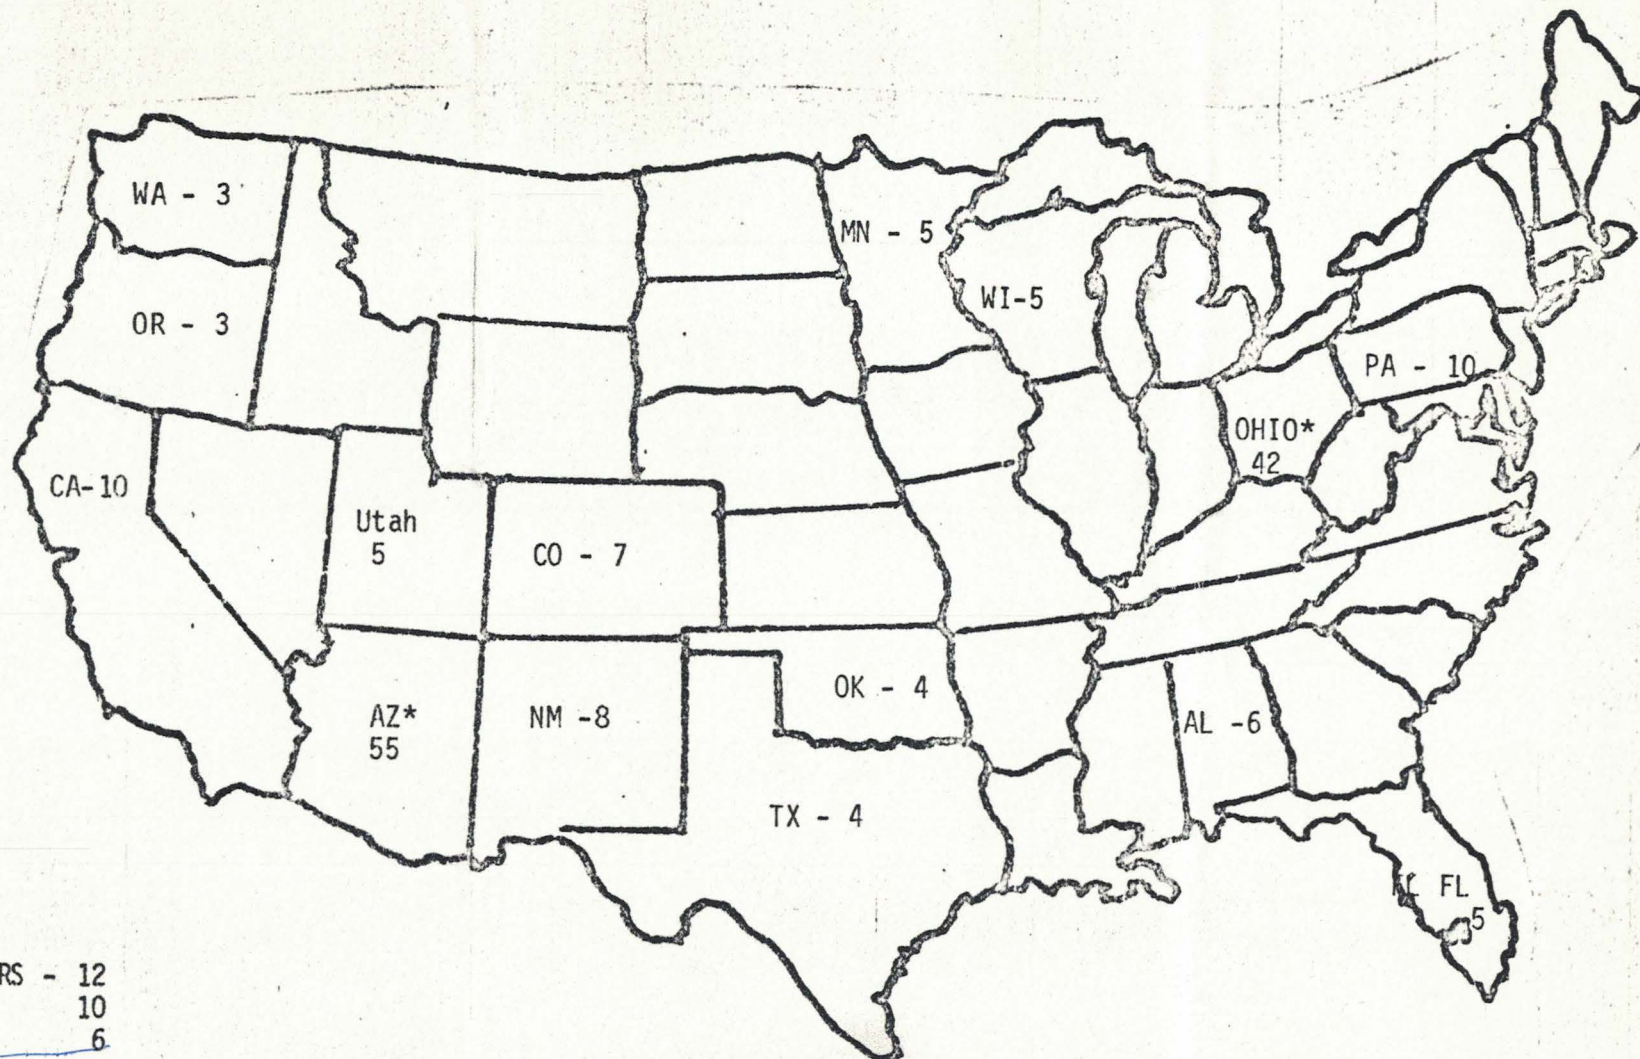 WA - 3
MN - 5
WI-5
OR - 3
PA - 10
OHIO*
42
CA-10
Utah
5
CO - 7
OK - 4
AZ*
55
NM -8
AL -6
TX - 4
FL FL
5
RS - 12
10
6